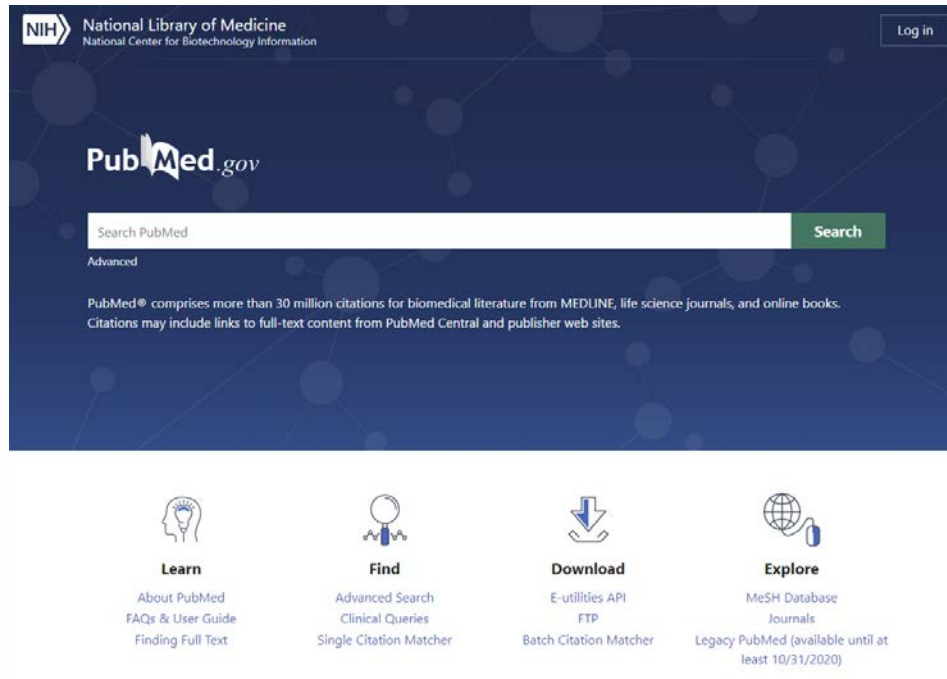 NIH
National Library of Medicine
National Center for Biotechnology Information
Log in
PubMed.gov
Search PubMed
Search
Advanced
PubMed® comprises more than 30 million citations for biomedical literature from MEDLINE, life science journals, and online books.
Citations may include links to full-text content from PubMed Central and publisher web sites.
Learn
About PubMed
FAQs & User Guide
Finding Full Text
Find
Advanced Search
Clinical Queries
Single Citation Matcher
Download
E-utilities API
FTP
Batch Citation Matcher
Explore
MeSH Database
Journals
Legacy PubMed (available until at
least 10/31/2020)